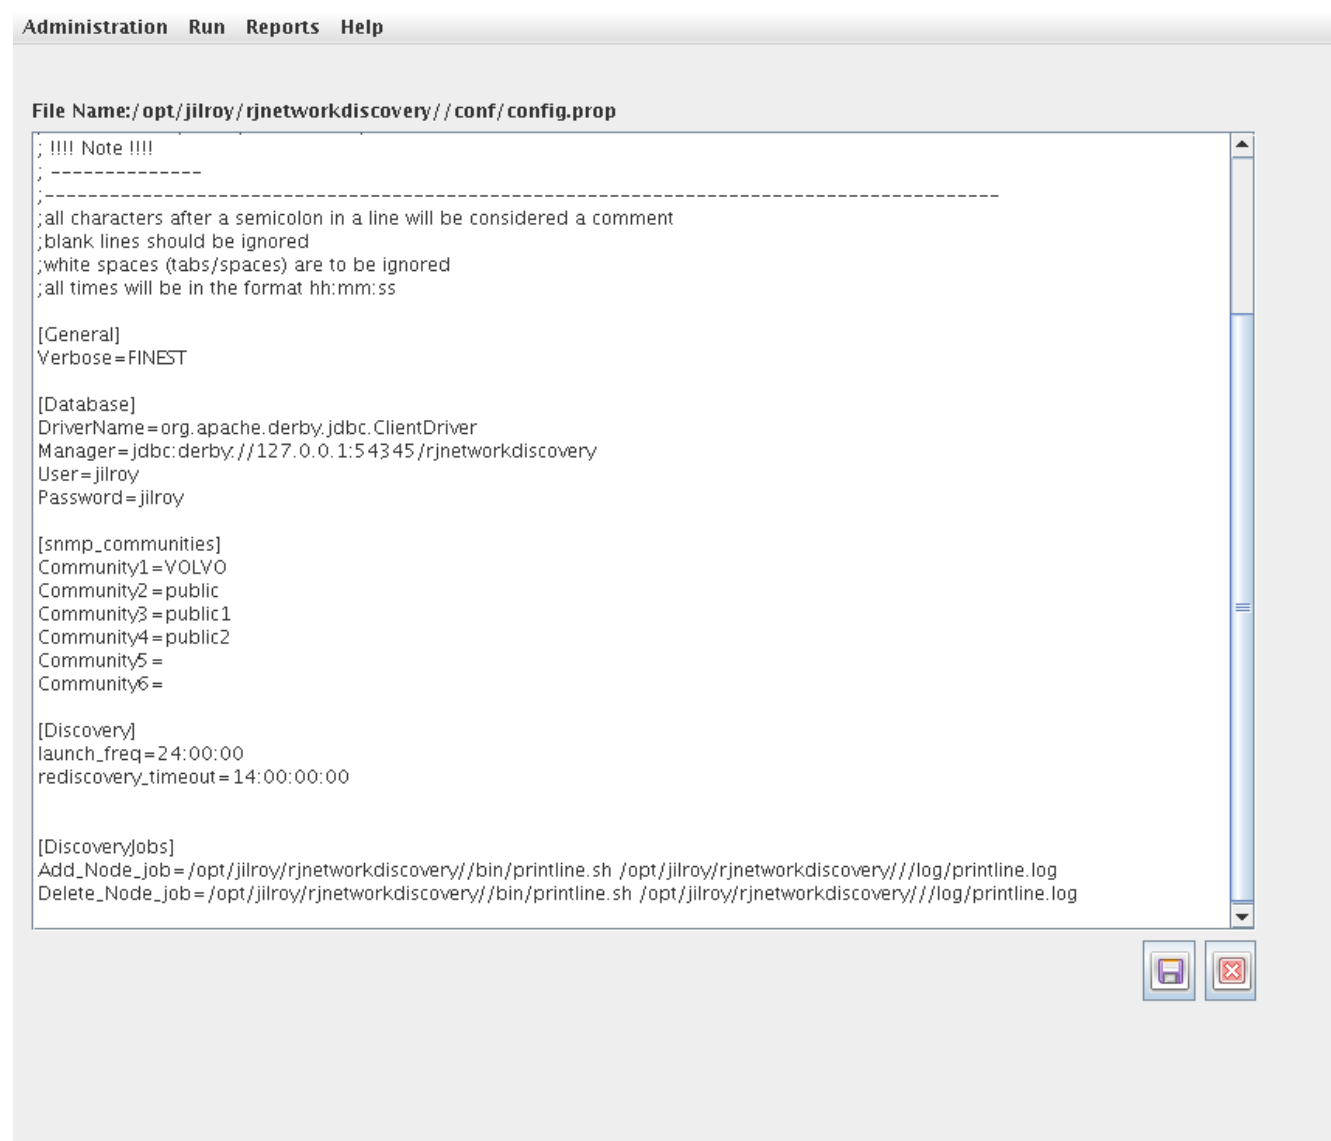 Administration Run Reports Help
File Name:/opt/jilroy/rjnetworkdiscovery//conf/config.prop
; !!!! Note !!!!
; --------------
;----------------------------------------------------------------------------------------
;all characters after a semicolon in a line will be considered a comment
;blank lines should be ignored
;white spaces (tabs/spaces) are to be ignored
;all times will be in the format hh:mm:ss
[General]
Verbose=FINEST
[Database]
DriverName=org.apache.derby.jdbc.ClientDriver
Manager=jdbc:derby://127.0.0.1:54345/rjnetworkdiscovery
User=jilroy
Password=jilroy
[snmp_communities]
Community1=VOLVO
Community2=public
Community3=public1
Community4=public2
Community5=
Community6=
[Discovery]
launch_freq=24:00:00
rediscovery_timeout=14:00:00:00
[DiscoveryJobs]
Add_Node_job=/opt/jilroy/rjnetworkdiscovery//bin/printline.sh /opt/jilroy/rjnetworkdiscovery///log/printline.log
Delete_Node_job=/opt/jilroy/rjnetworkdiscovery//bin/printline.sh /opt/jilroy/rjnetworkdiscovery///log/printline.log